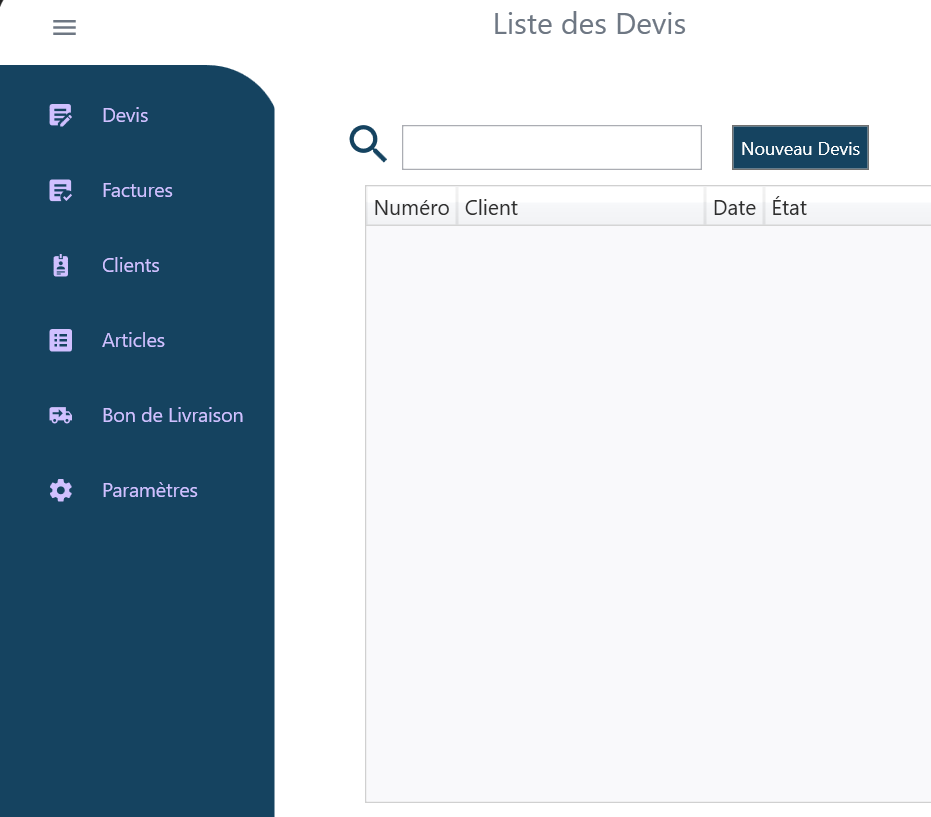 Liste des Devis
Devis
Factures
Clients
Articles
Bon de Livraison
Paramètres
Nouveau Devis
Numéro Client Date État